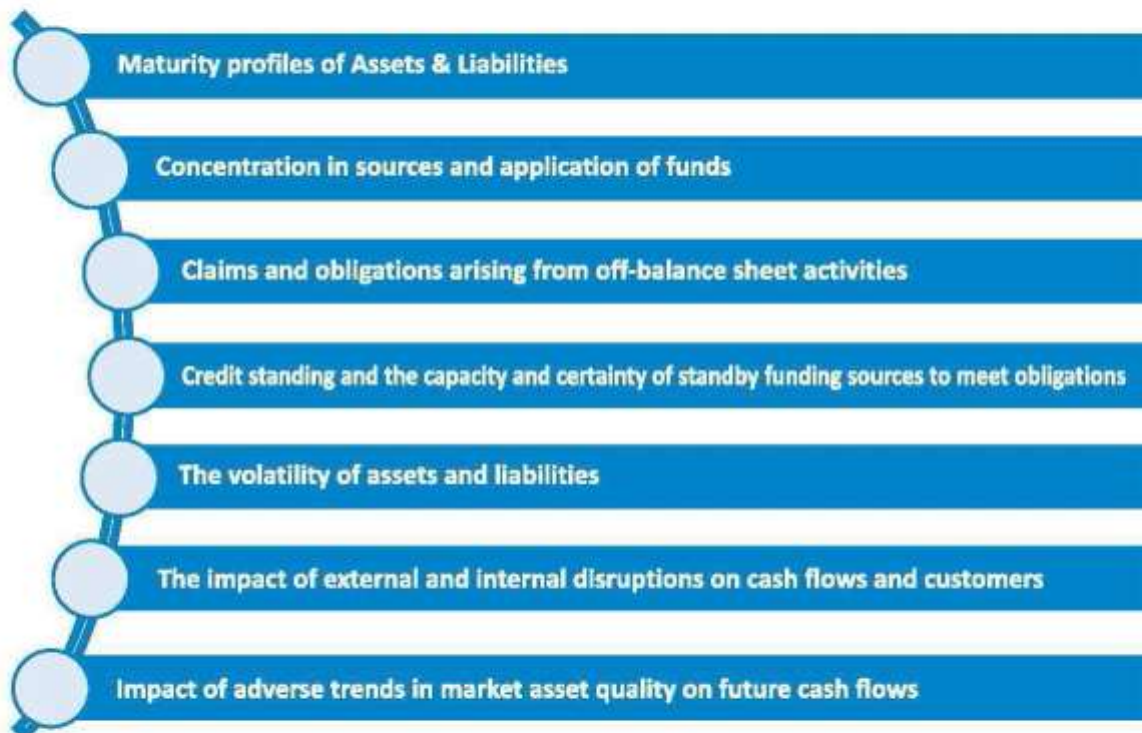 Maturity profiles of Assets & Liabilities
Concentration in sources and application of funds
Claims and obligations arising from off-balance sheet activities
Credit standing and the capacity and certainty of standby funding sources to meet obligations
The volatility of assets and liabilities
The impact of external and internal disruptions on cash flows and customers
Impact of adverse trends in market asset quality on future cash flows